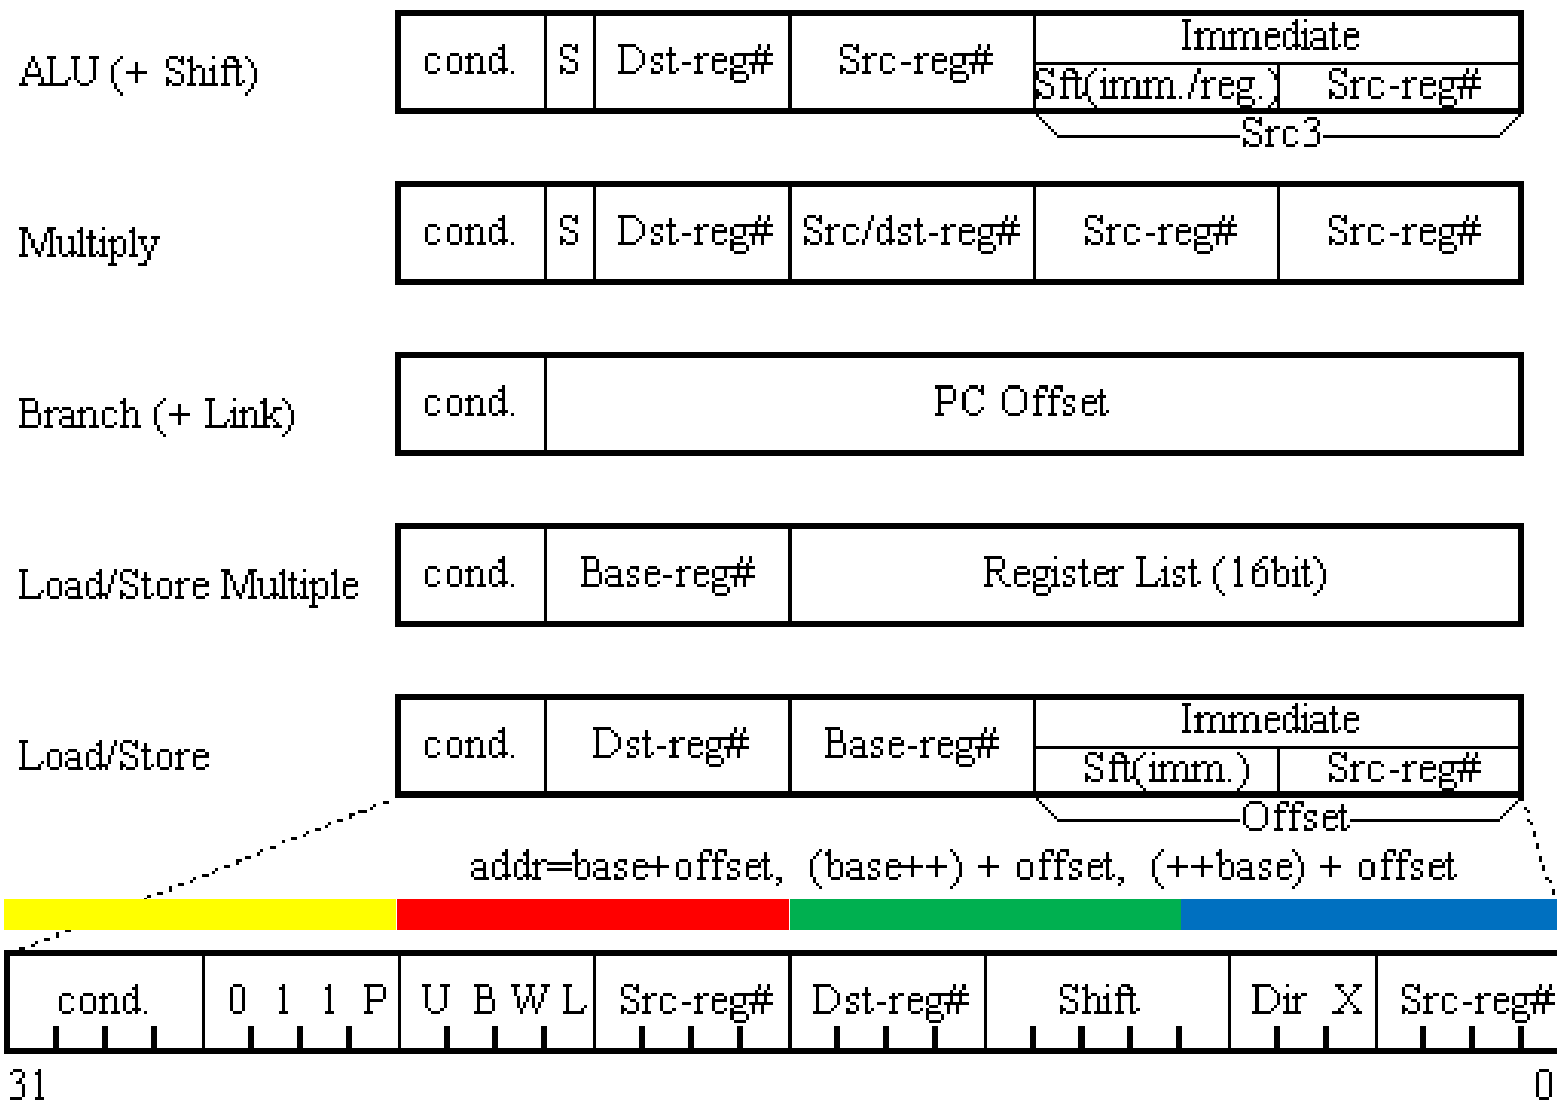 ALU (+ Shift) cond. S Dst-reg# Src-reg# Immediate
Sft(imm./reg.) Src-reg#
Src3
Multiply cond. S Dst-reg# Src/dst-reg# Src-reg# Src-reg#
Branch (+ Link) cond. PC Offset
Load/Store Multiple cond. Base-reg# Register List (16bit)
Load/Store cond. Dst-reg# Base-reg# Immediate
Sft(imm.) Src-reg#
Offset
addr=base+offset, (base++) + offset, (++base) + offset
cond. 0 1 1 P U B W L Src-reg# Dst-reg# Shift Dir X Src-reg#
31 0